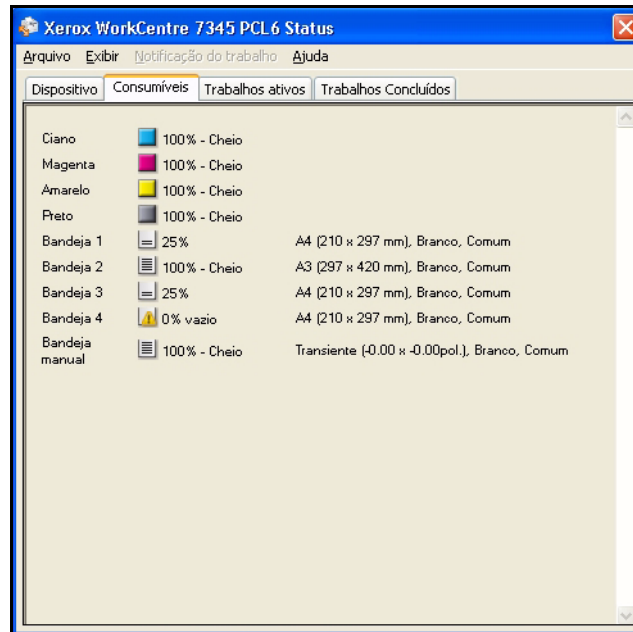 Xerox WorkCentre 7345 PCL6 Status
Arquivo Exibir Notificação do trabalho Ajuda
Dispositivo Consumíveis Trabalhos ativos Trabalhos Concluídos
Ciano 100% - Cheio
Magenta 100% - Cheio
Amarelo 100% - Cheio
Preto 100% - Cheio
Bandeja 1 25% A4 (210 x 297 mm), Branco, Comum
Bandeja 2 100% - Cheio A3 (297 x 420 mm), Branco, Comum
Bandeja 3 25% A4 (210 x 297 mm), Branco, Comum
Bandeja 4 0% vazio A4 (210 x 297 mm), Branco, Comum
Bandeja
manual 100% - Cheio Transiente (-0.00 x -0.00pol.), Branco, Comum